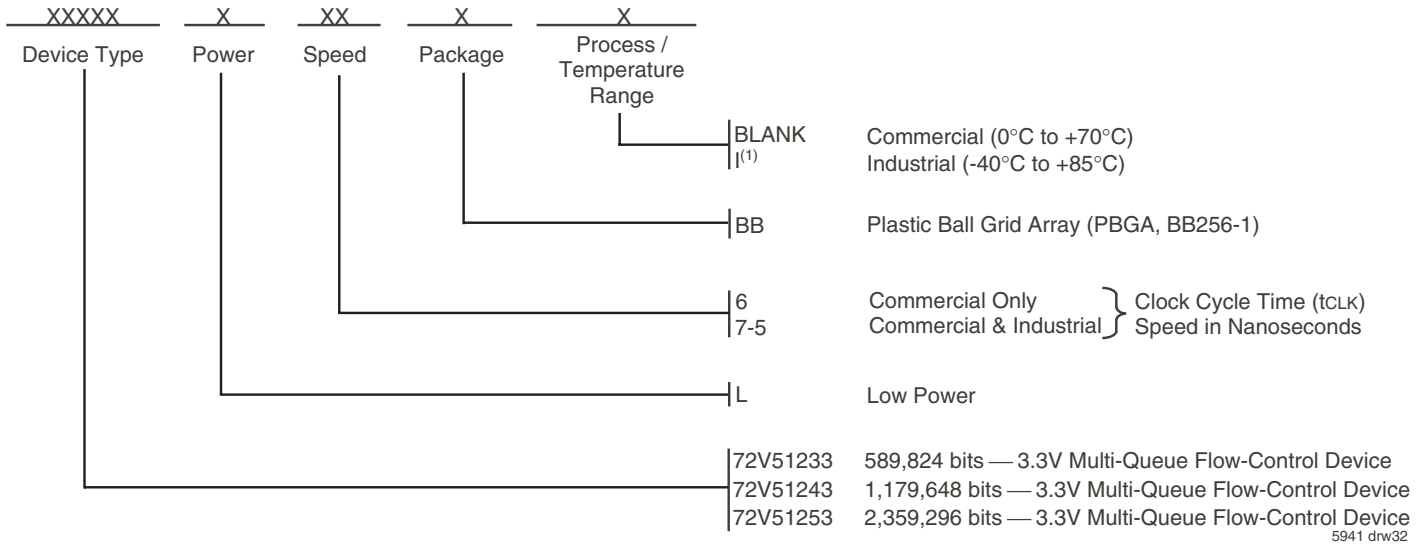 XXXXX X XX X X
Device Type Power Speed Package Process /
Temperature
Range
BLANK Commercial (0°C to +70°C)
I(1) Industrial (-40°C to +85°C)
BB Plastic Ball Grid Array (PBGA, BB256-1)
6 Commercial Only Clock Cycle Time (tCLK)
7-5 Commercial & Industrial Speed in Nanoseconds
L Low Power
72V51233 589,824 bits — 3.3V Multi-Queue Flow-Control Device
72V51243 1,179,648 bits — 3.3V Multi-Queue Flow-Control Device
72V51253 2,359,296 bits — 3.3V Multi-Queue Flow-Control Device
5941 drw32